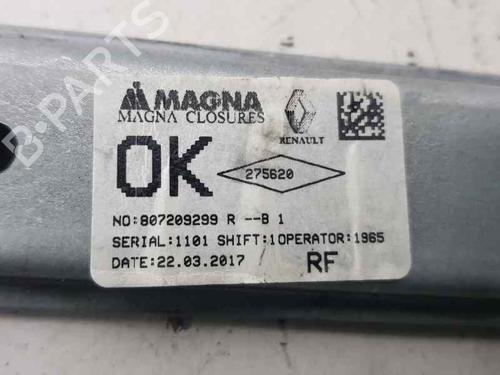 B-PARTS
MAGNA
MAGNA CLOSURES
RENAULT
OK
275620
NO:807209299 R --B 1
SERIAL:1101 SHIFT:1OPERATOR:1965
DATE:22.03.2017
RF